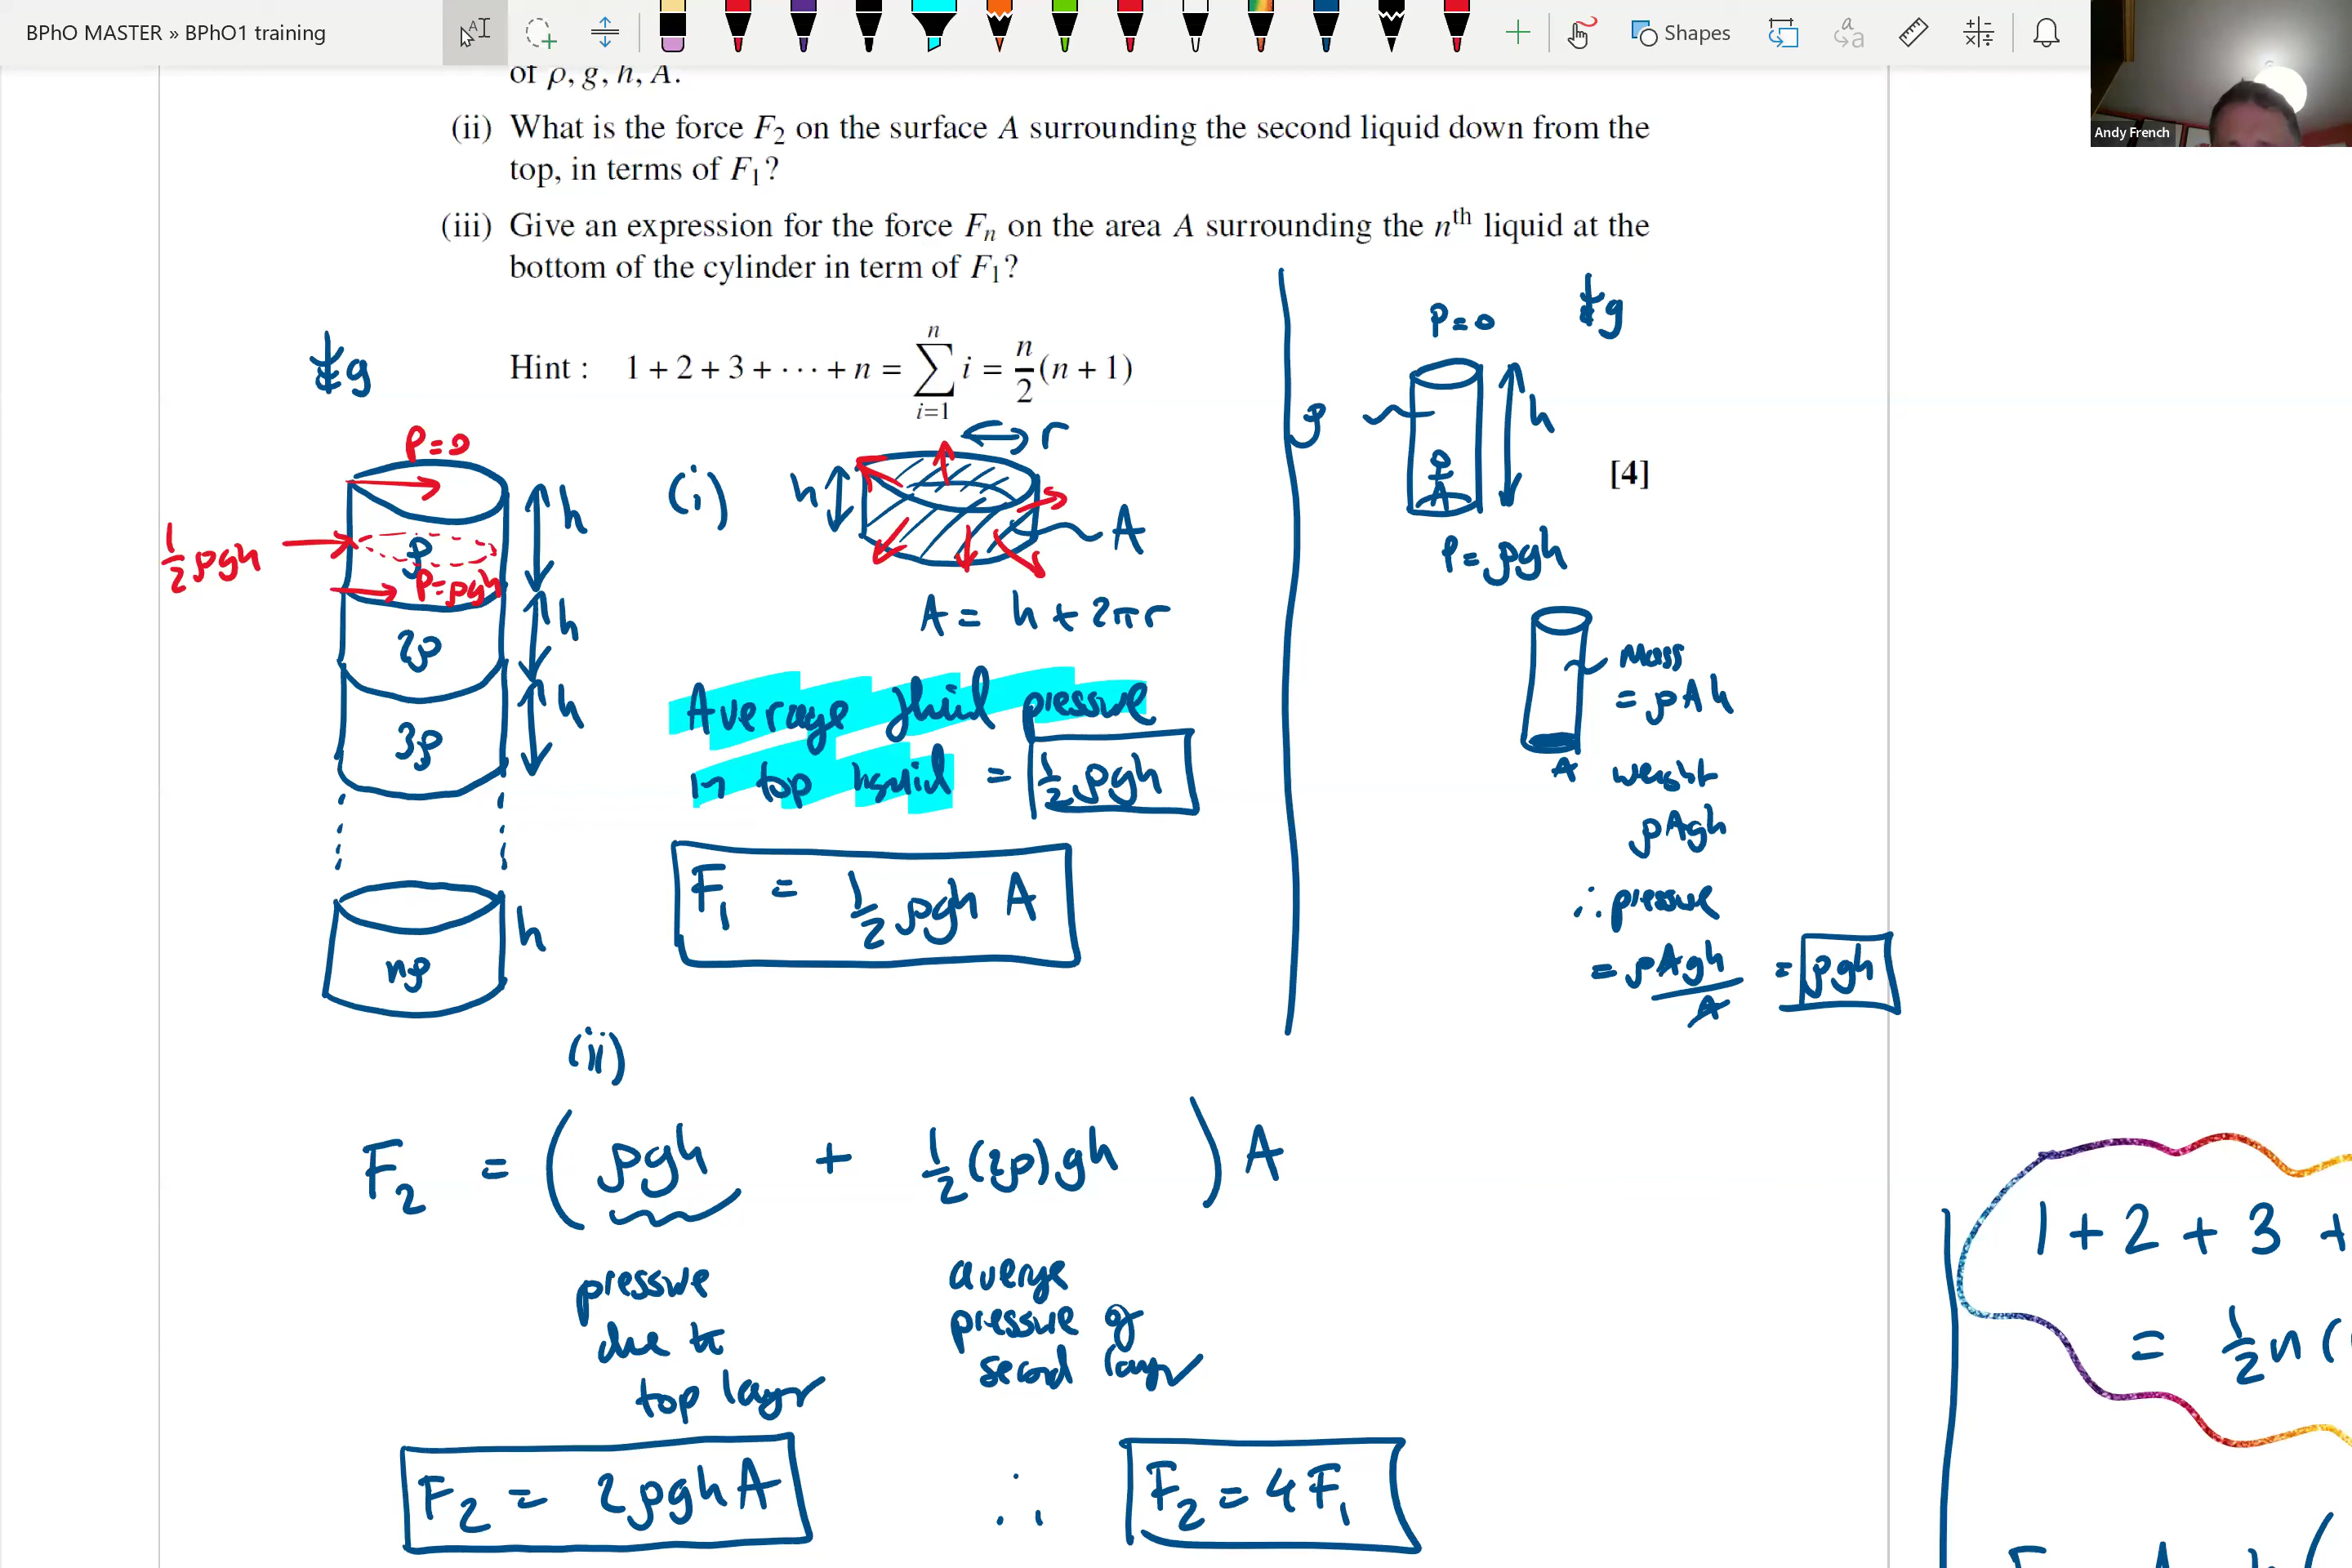 BPhO MASTER » BPhO1 training
Shapes
Andy French
of ρ, g, h, A.
(ii) What is the force F₂ on the surface A surrounding the second liquid down from the
top, in terms of F₁?
(iii) Give an expression for the force Fₙ on the area A surrounding the nᵗʰ liquid at the
bottom of the cylinder in term of F₁?
Hint : 1 + 2 + 3 + ··· + n = ∑ᵢ₌₁ⁿ i = n/2 (n + 1)
[4]
g
P=0
h
ρ
½ρgh
P=ρgh
h
2ρ
h
3ρ
h
nρ
(i)
h
r
A
A = h × 2πr
Average fluid pressure
in top liquid = ½ρgh
F₁ = ½ρgh A
P=0
g
ρ
h
P
A
P=ρgh
Mass
= ρAh
A
weight
ρAgh
∴ pressure
= ρAgh/A = ρgh
(ii)
F₂ = (ρgh + ½(2ρ)gh) A
pressure
due to
top layer
average
pressure of
second layer
F₂ = 2ρghA
∴ F₂ = 4F₁
1 + 2 + 3 +
= ½n(